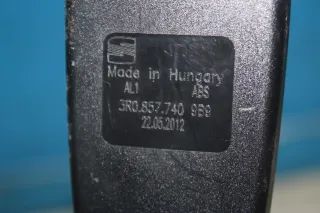 Made in Hungary
AL1 ABS
3R0.857.740 9B9
22.05.2012